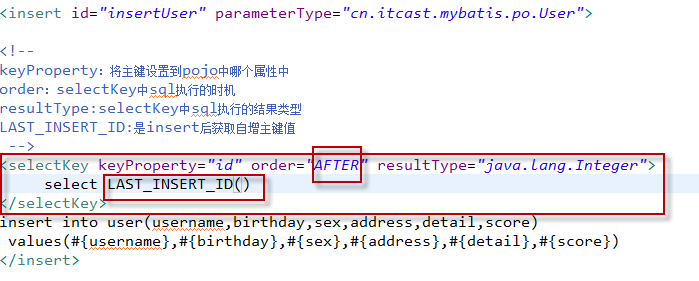 <insert id="insertUser" parameterType="cn.itcast.mybatis.po.User">
<!--
keyProperty：将主键设置到pojo中哪个属性中
order：selectKey中sql执行的时机
resultType:selectKey中sql执行的结果类型
LAST_INSERT_ID:是insert后获取自增主键值
-->
<selectKey keyProperty="id" order="AFTER" resultType="java.lang.Integer">
select LAST_INSERT_ID()
</selectKey>
insert into user(username,birthday,sex,address,detail,score)
values(#{username},#{birthday},#{sex},#{address},#{detail},#{score})
</insert>